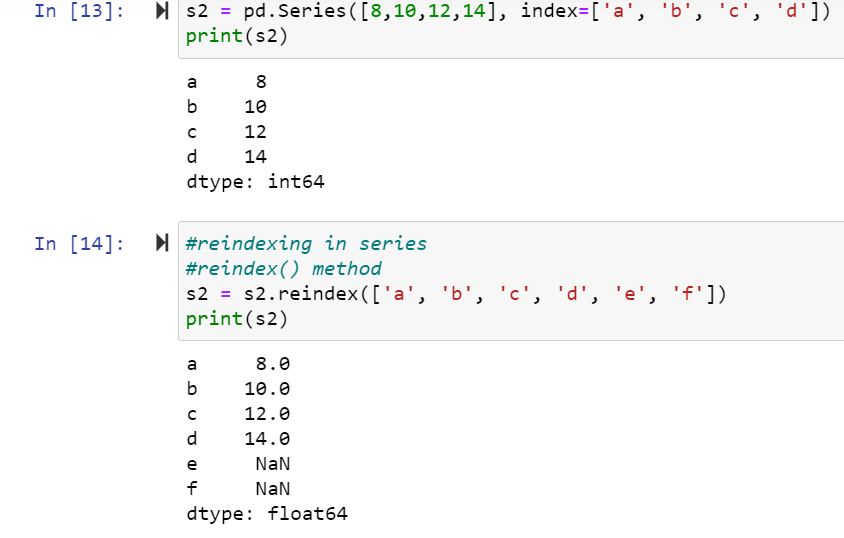 In [13]: s2 = pd.Series([8,10,12,14], index=['a', 'b', 'c', 'd'])
print(s2)
a     8
b    10
c    12
d    14
dtype: int64
In [14]: #reindexing in series
#reindex() method
s2 = s2.reindex(['a', 'b', 'c', 'd', 'e', 'f'])
print(s2)
a     8.0
b    10.0
c    12.0
d    14.0
e     NaN
f     NaN
dtype: float64